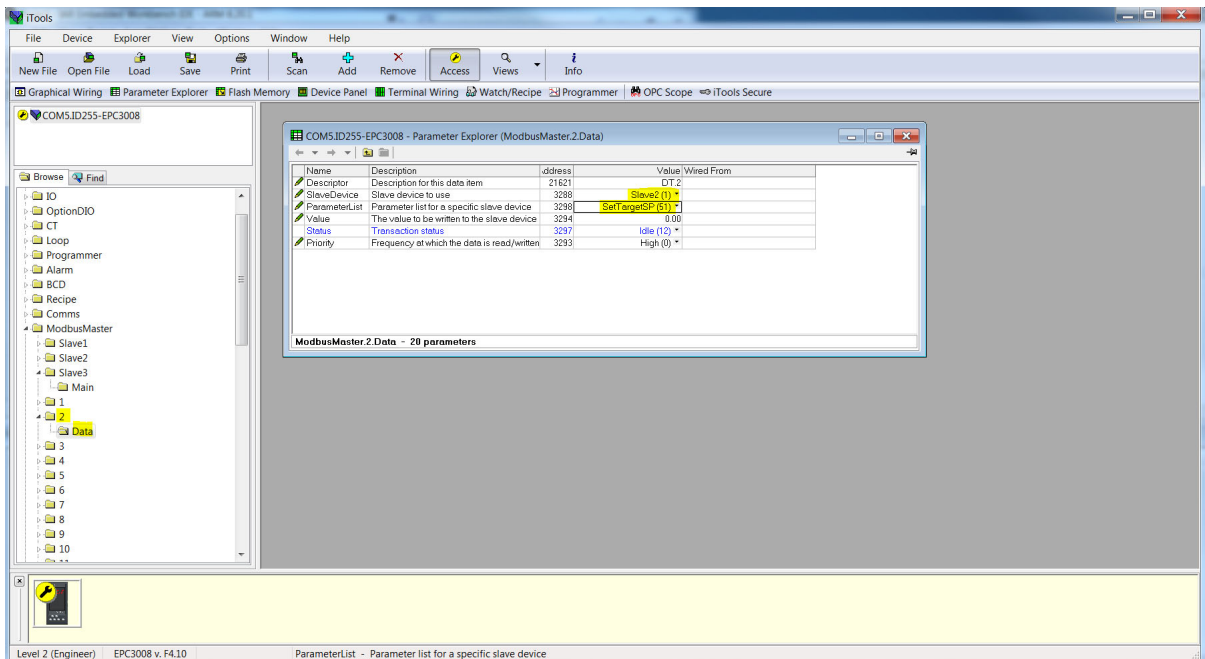 iTools
File Device Explorer View Options Window Help
New File Open File Load Save Print Scan Add Remove Access Views Info
Graphical Wiring Parameter Explorer Flash Memory Device Panel Terminal Wiring Watch/Recipe Programmer OPC Scope iTools Secure
COM5.ID255-EPC3008
Browse Find
IO
OptionDIO
CT
Loop
Programmer
Alarm
BCD
Recipe
Comms
ModbusMaster
Slave1
Slave2
Slave3
Main
1
2
Data
3
4
5
6
7
8
9
10
COM5.ID255-EPC3008 - Parameter Explorer (ModbusMaster.2.Data)
Name Description ddress Value Wired From
Descriptor Description for this data item 21621 DT.2
SlaveDevice Slave device to use 3288 Slave2 (1)
ParameterList Parameter list for a specific slave device 3298 SetTargetSP (51)
Value The value to be written to the slave device 3294 0.00
Status Transaction status 3297 Idle (12)
Priority Frequency at which the data is read/written 3293 High (0)
ModbusMaster.2.Data - 20 parameters
Level 2 (Engineer) EPC3008 v. F4.10 ParameterList - Parameter list for a specific slave device